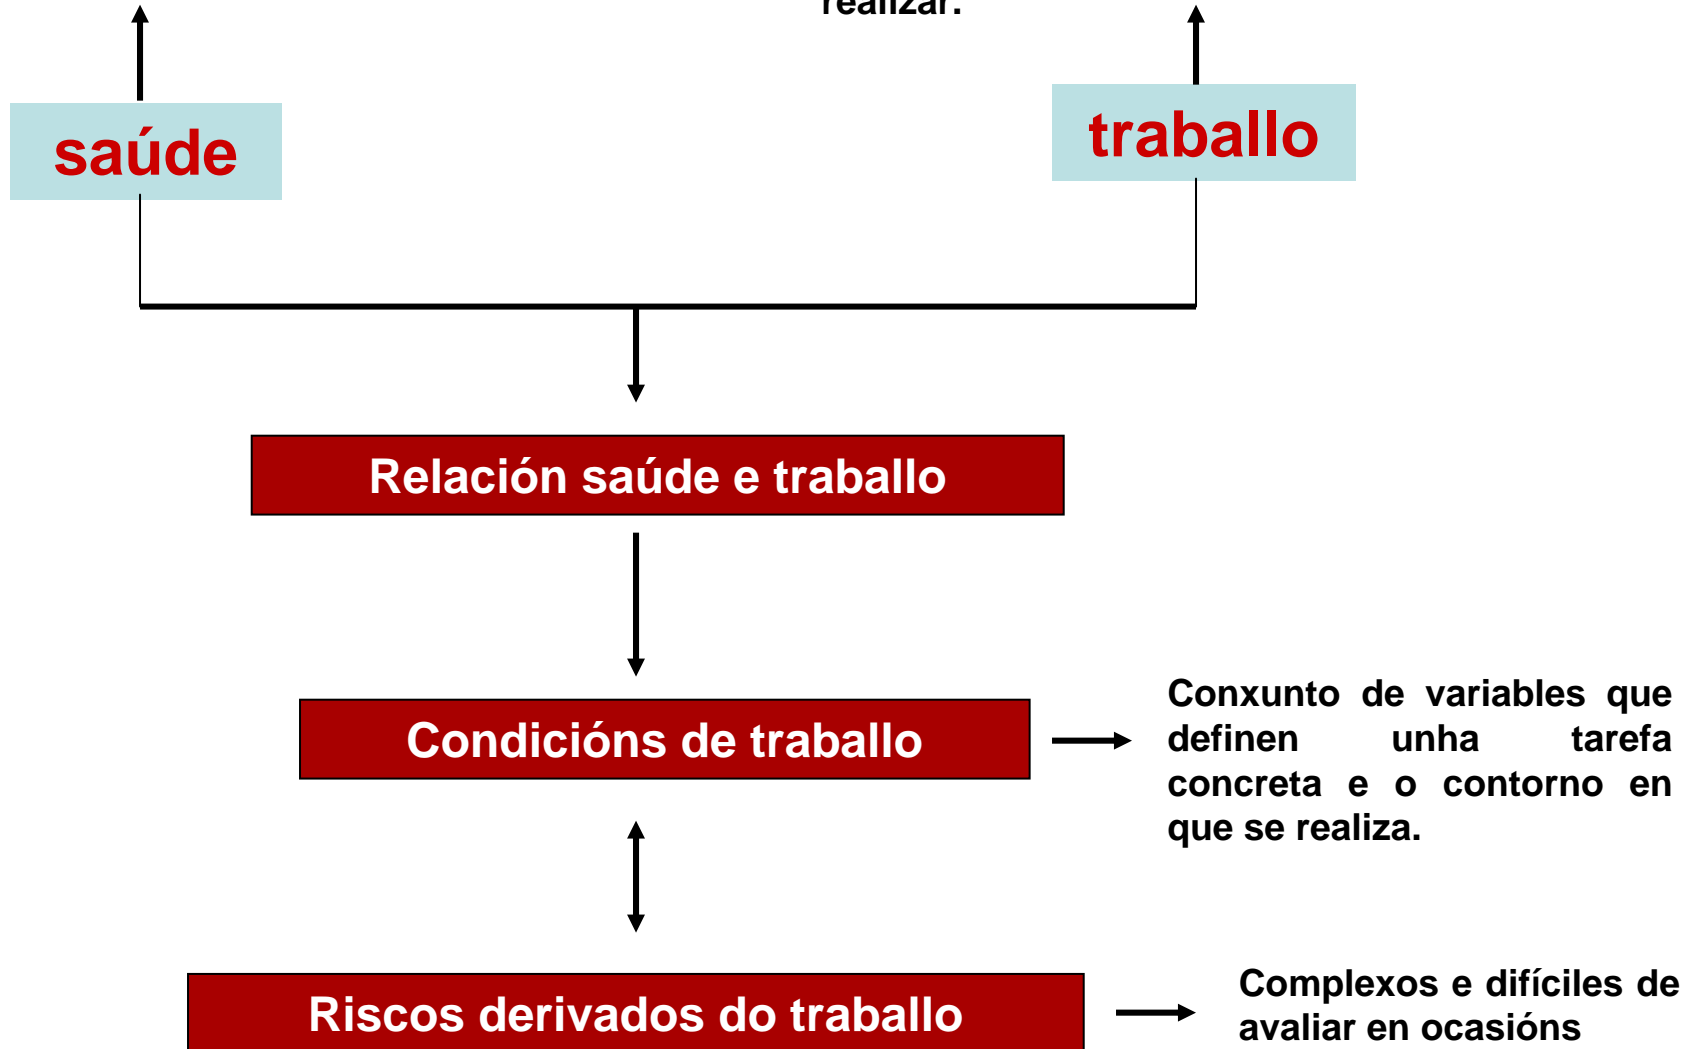 realizar.
saúde
traballo
Relación saúde e traballo
Condicións de traballo
Conxunto de variables que
definen unha tarefa
concreta e o contorno en
que se realiza.
Riscos derivados do traballo
Complexos e difíciles de
avaliar en ocasións